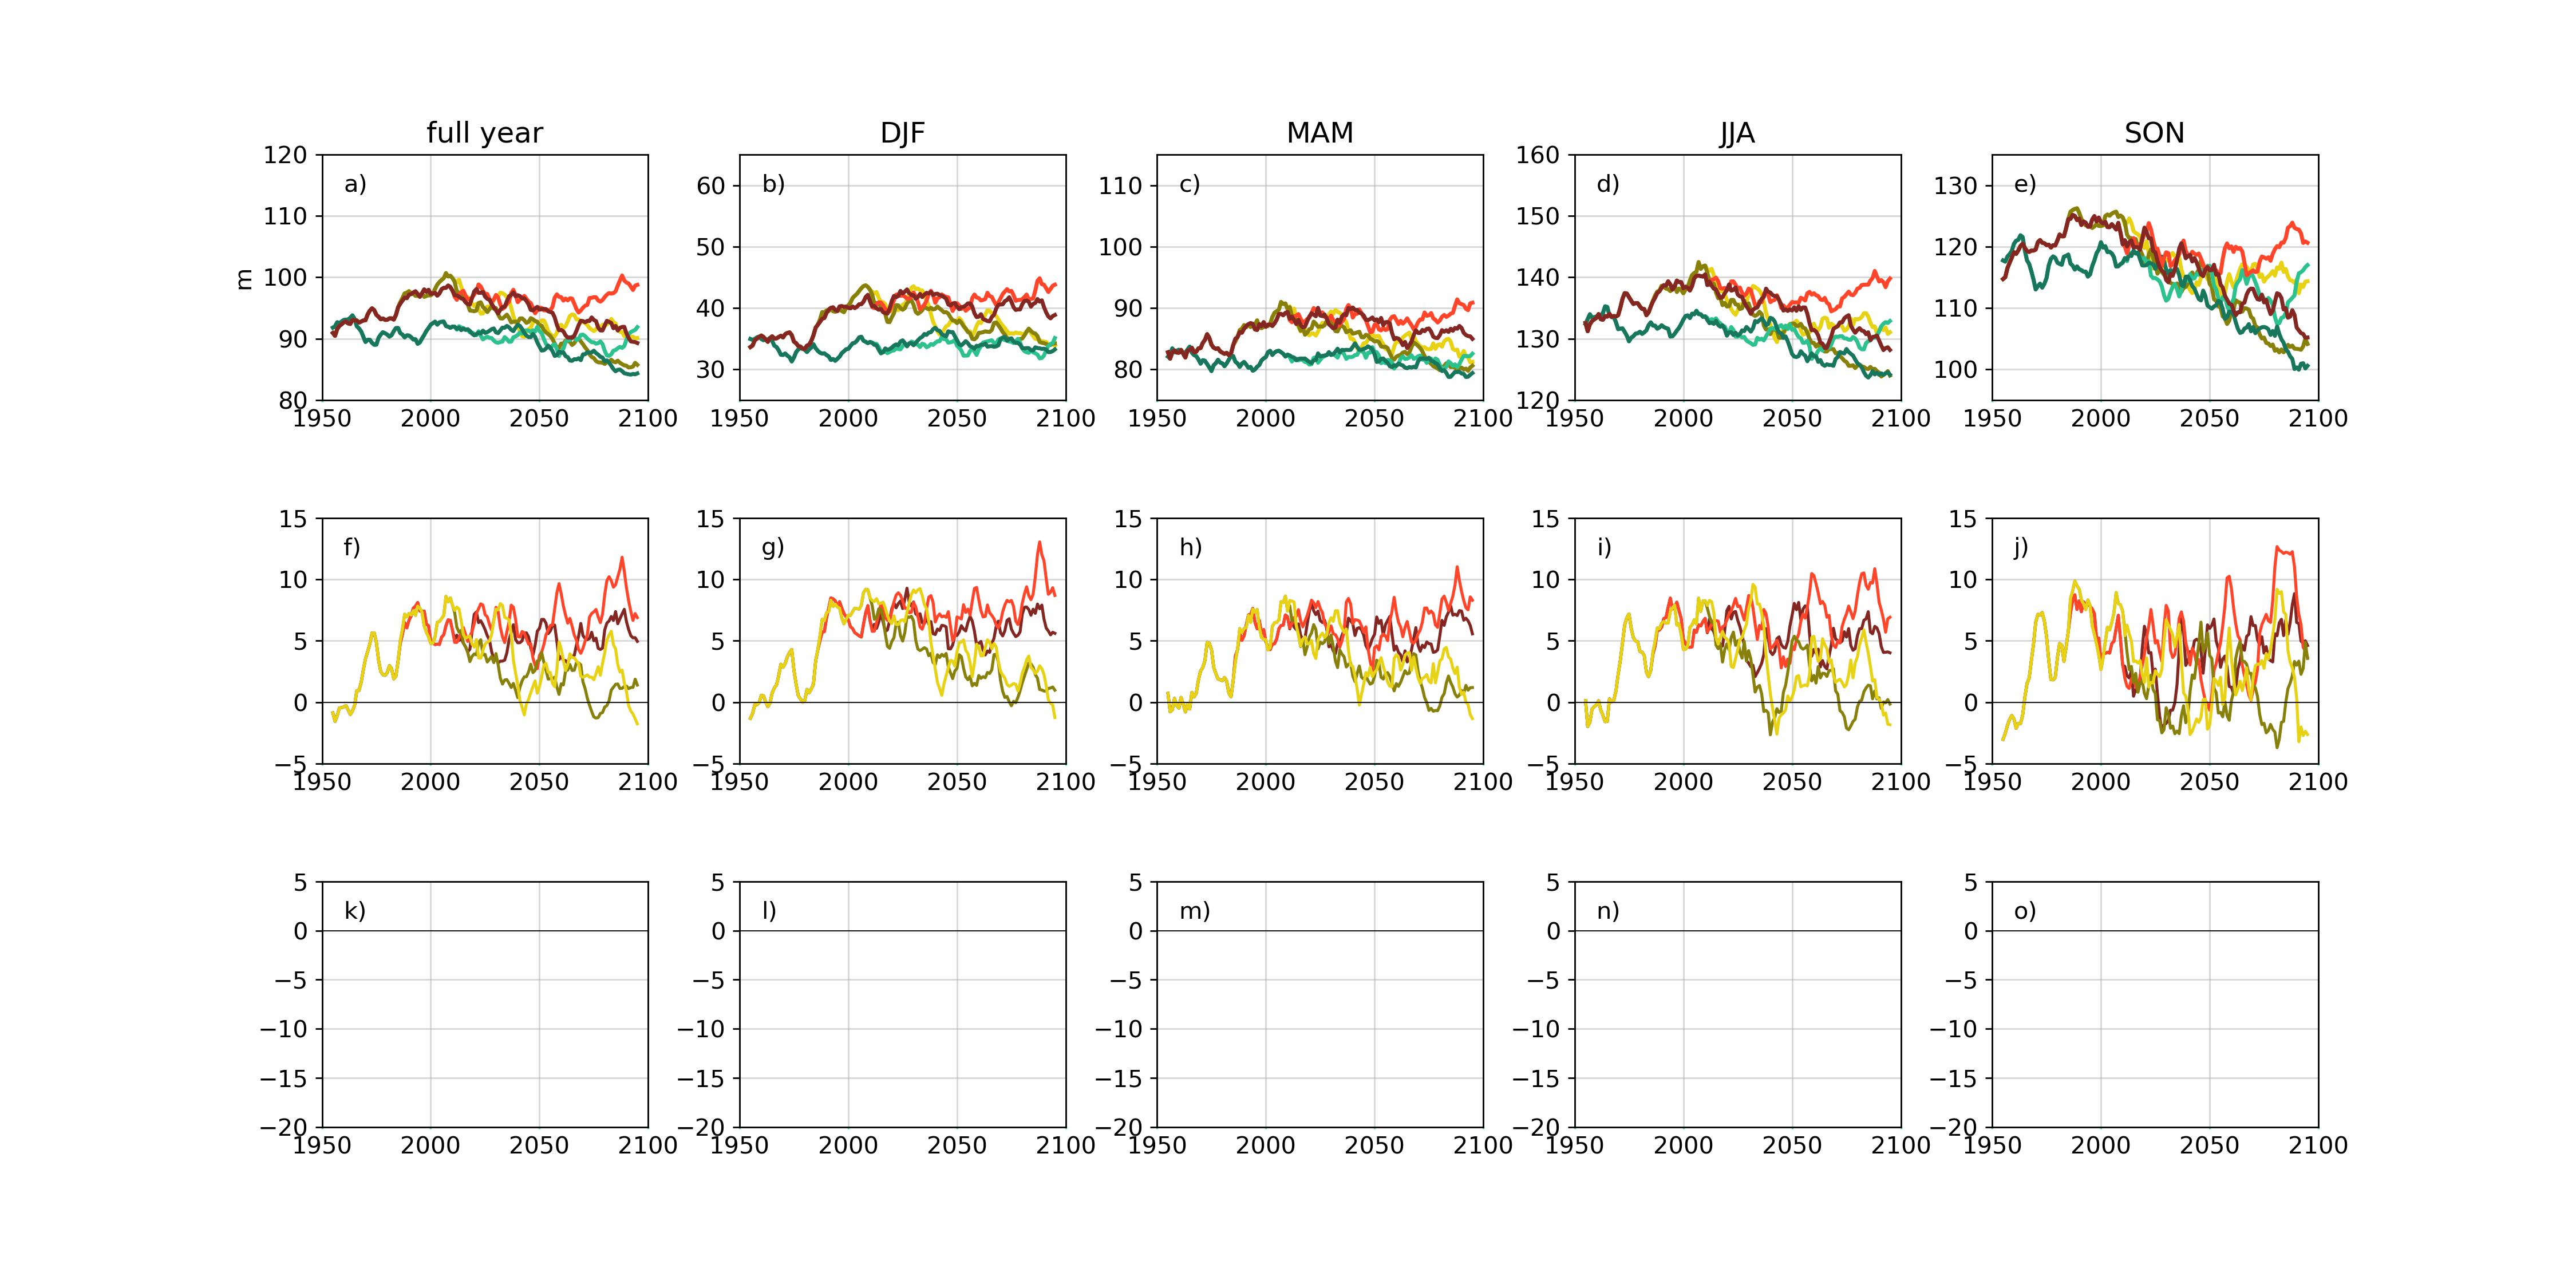 full year DJF MAM JJA SON
120 60 110 160 130
a) b) c) d) e)
110 50 100 150 120
m 100 40 90 140 110
90 30 80 130 100
80 120
1950 2000 2050 2100 1950 2000 2050 2100 1950 2000 2050 2100 1950 2000 2050 2100 1950 2000 2050 2100
15 15 15 15 15
f) g) h) i) j)
10 10 10 10 10
5 5 5 5 5
0 0 0 0 0
−5 −5 −5 −5 −5
1950 2000 2050 2100 1950 2000 2050 2100 1950 2000 2050 2100 1950 2000 2050 2100 1950 2000 2050 2100
5 5 5 5 5
k) l) m) n) o)
0 0 0 0 0
−5 −5 −5 −5 −5
−10 −10 −10 −10 −10
−15 −15 −15 −15 −15
−20 −20 −20 −20 −20
1950 2000 2050 2100 1950 2000 2050 2100 1950 2000 2050 2100 1950 2000 2050 2100 1950 2000 2050 2100